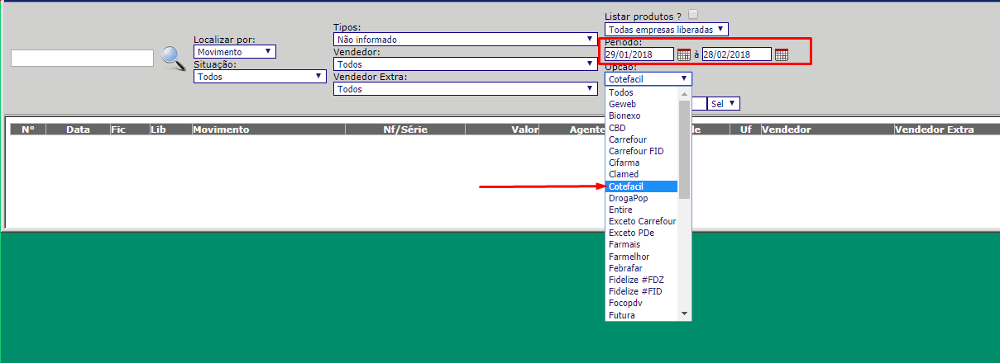 Listar produtos ?
Todas empresas liberadas
Tipos:
Não informado
Localizar por:
Movimento
Período:
29/01/2018 à 28/02/2018
Vendedor:
Todos
Situação:
Todos
Opcao:
Cotefacil
Vendedor Extra:
Todos
Sel
Todos
Geweb
Bionexo
CBD
Carrefour
Carrefour FID
Cifarma
Clamed
Cotefacil
DrogaPop
Entire
Exceto Carrefour
Exceto PDe
Farmais
Farmelhor
Febrafar
Fidelize #FDZ
Fidelize #FID
Focopdv
Futura
Nº Data Fic Lib Movimento Nf/Série Valor Agente Uf Vendedor Vendedor Extra